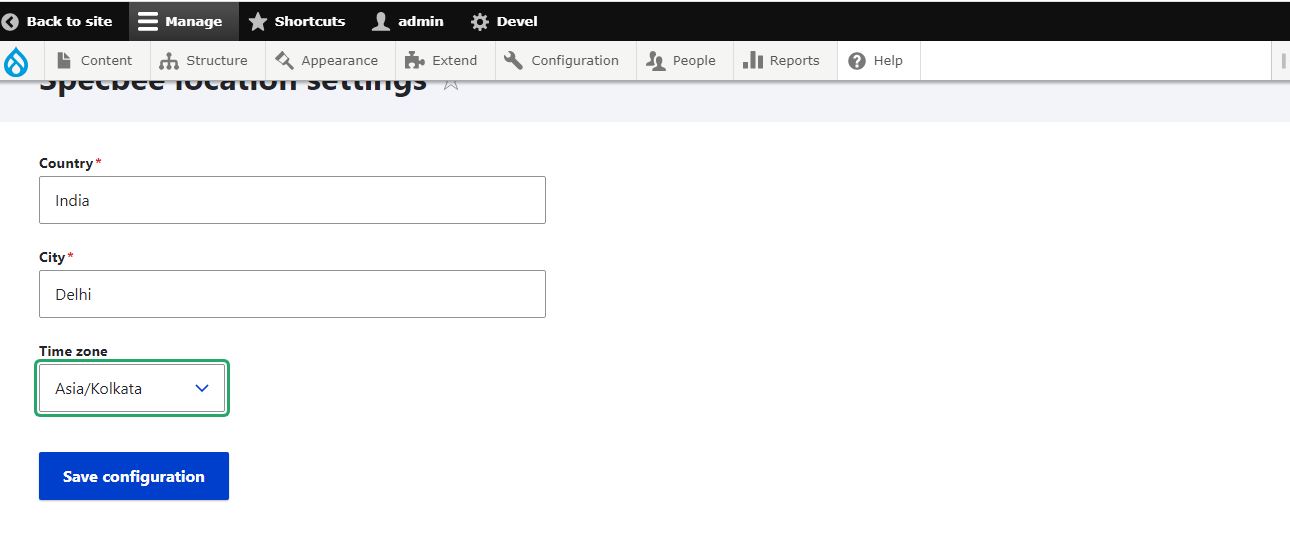 Back to site Manage Shortcuts admin Devel
Content Structure Appearance Extend Configuration People Reports Help
Specbee location settings
Country*
India
City*
Delhi
Time zone
Asia/Kolkata
Save configuration